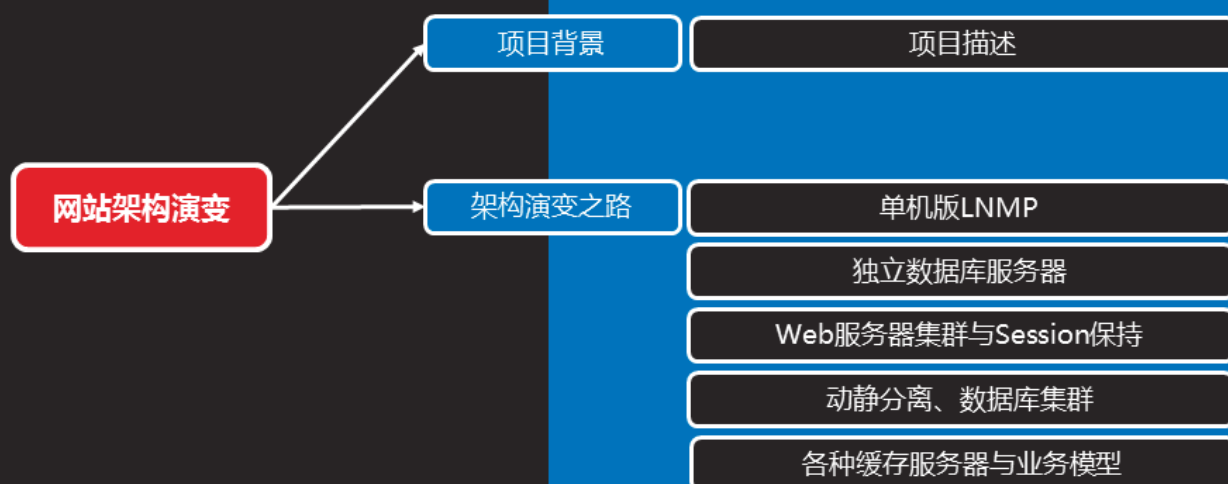 项目背景
项目描述
网站架构演变
架构演变之路
单机版LNMP
独立数据库服务器
Web服务器集群与Session保持
动静分离、数据库集群
各种缓存服务器与业务模型